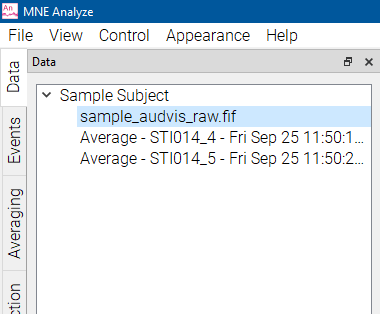 MNE Analyze
File View Control Appearance Help
Data
Data
Sample Subject
sample_audvis_raw.fif
Average - STI014_4 - Fri Sep 25 11:50:1...
Average - STI014_5 - Fri Sep 25 11:50:2...
Events
Averaging